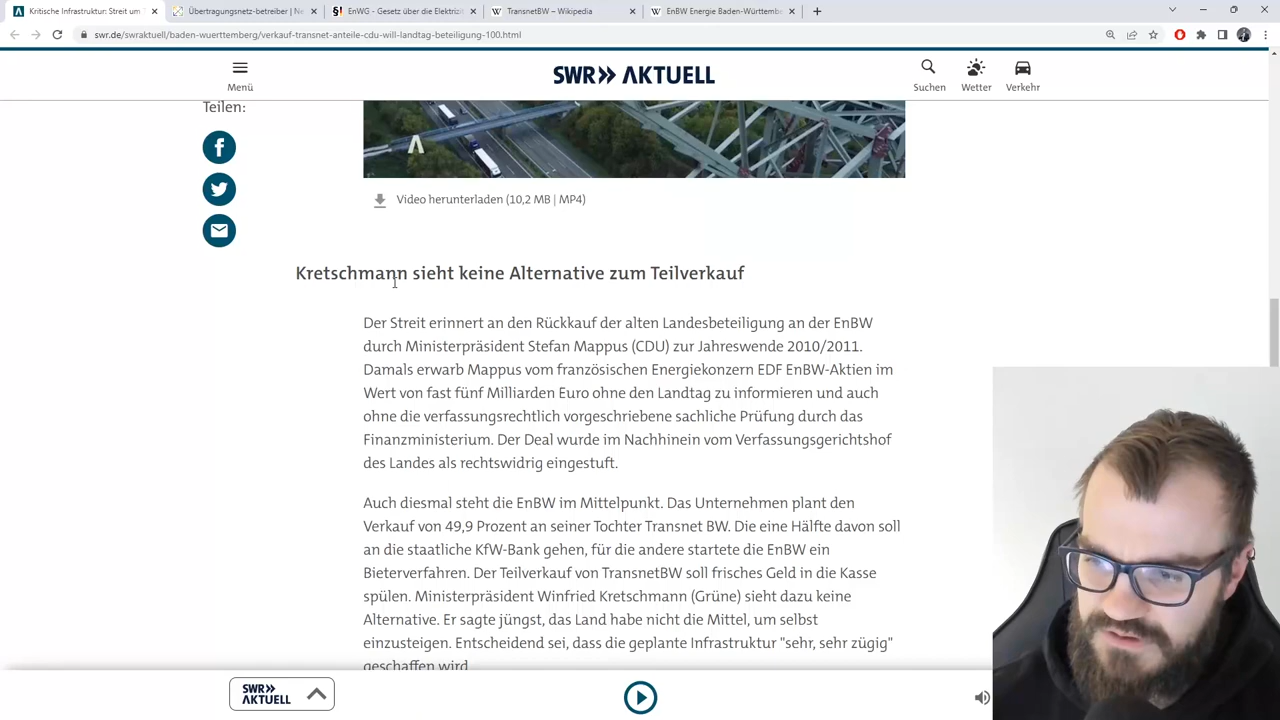 Kritische Infrastruktur: Streit um T
Übertragungsnetz-betreiber | Ne
EnWG - Gesetz über die Elektrizit
TransnetBW – Wikipedia
EnBW Energie Baden-Württembe
swr.de/swraktuell/baden-wuerttemberg/verkauf-transnet-anteile-cdu-will-landtag-beteiligung-100.html
Menü
SWR» AKTUELL
Suchen
Wetter
Verkehr
Teilen:
Video herunterladen (10,2 MB | MP4)
Kretschmann sieht keine Alternative zum Teilverkauf
Der Streit erinnert an den Rückkauf der alten Landesbeteiligung an der EnBW
durch Ministerpräsident Stefan Mappus (CDU) zur Jahreswende 2010/2011.
Damals erwarb Mappus vom französischen Energiekonzern EDF EnBW-Aktien im
Wert von fast fünf Milliarden Euro ohne den Landtag zu informieren und auch
ohne die verfassungsrechtlich vorgeschriebene sachliche Prüfung durch das
Finanzministerium. Der Deal wurde im Nachhinein vom Verfassungsgerichtshof
des Landes als rechtswidrig eingestuft.
Auch diesmal steht die EnBW im Mittelpunkt. Das Unternehmen plant den
Verkauf von 49,9 Prozent an seiner Tochter Transnet BW. Die eine Hälfte davon soll
an die staatliche KfW-Bank gehen, für die andere startete die EnBW ein
Bieterverfahren. Der Teilverkauf von TransnetBW soll frisches Geld in die Kasse
spülen. Ministerpräsident Winfried Kretschmann (Grüne) sieht dazu keine
Alternative. Er sagte jüngst, das Land habe nicht die Mittel, um selbst
einzusteigen. Entscheidend sei, dass die geplante Infrastruktur "sehr, sehr zügig"
geschaffen wird
SWR»
AKTUELL